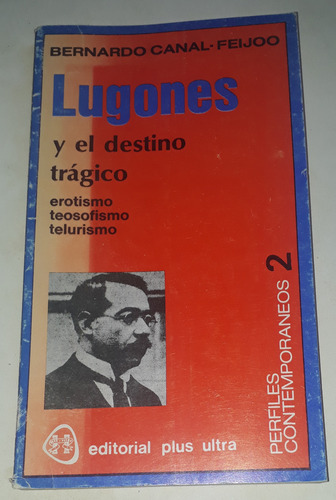 BERNARDO CANAL-FEIJOO
Lugones
y el destino
trágico
erotismo
teosofismo
telurismo
PERFILES
CONTEMPORANEOS 2
editorial plus ultra